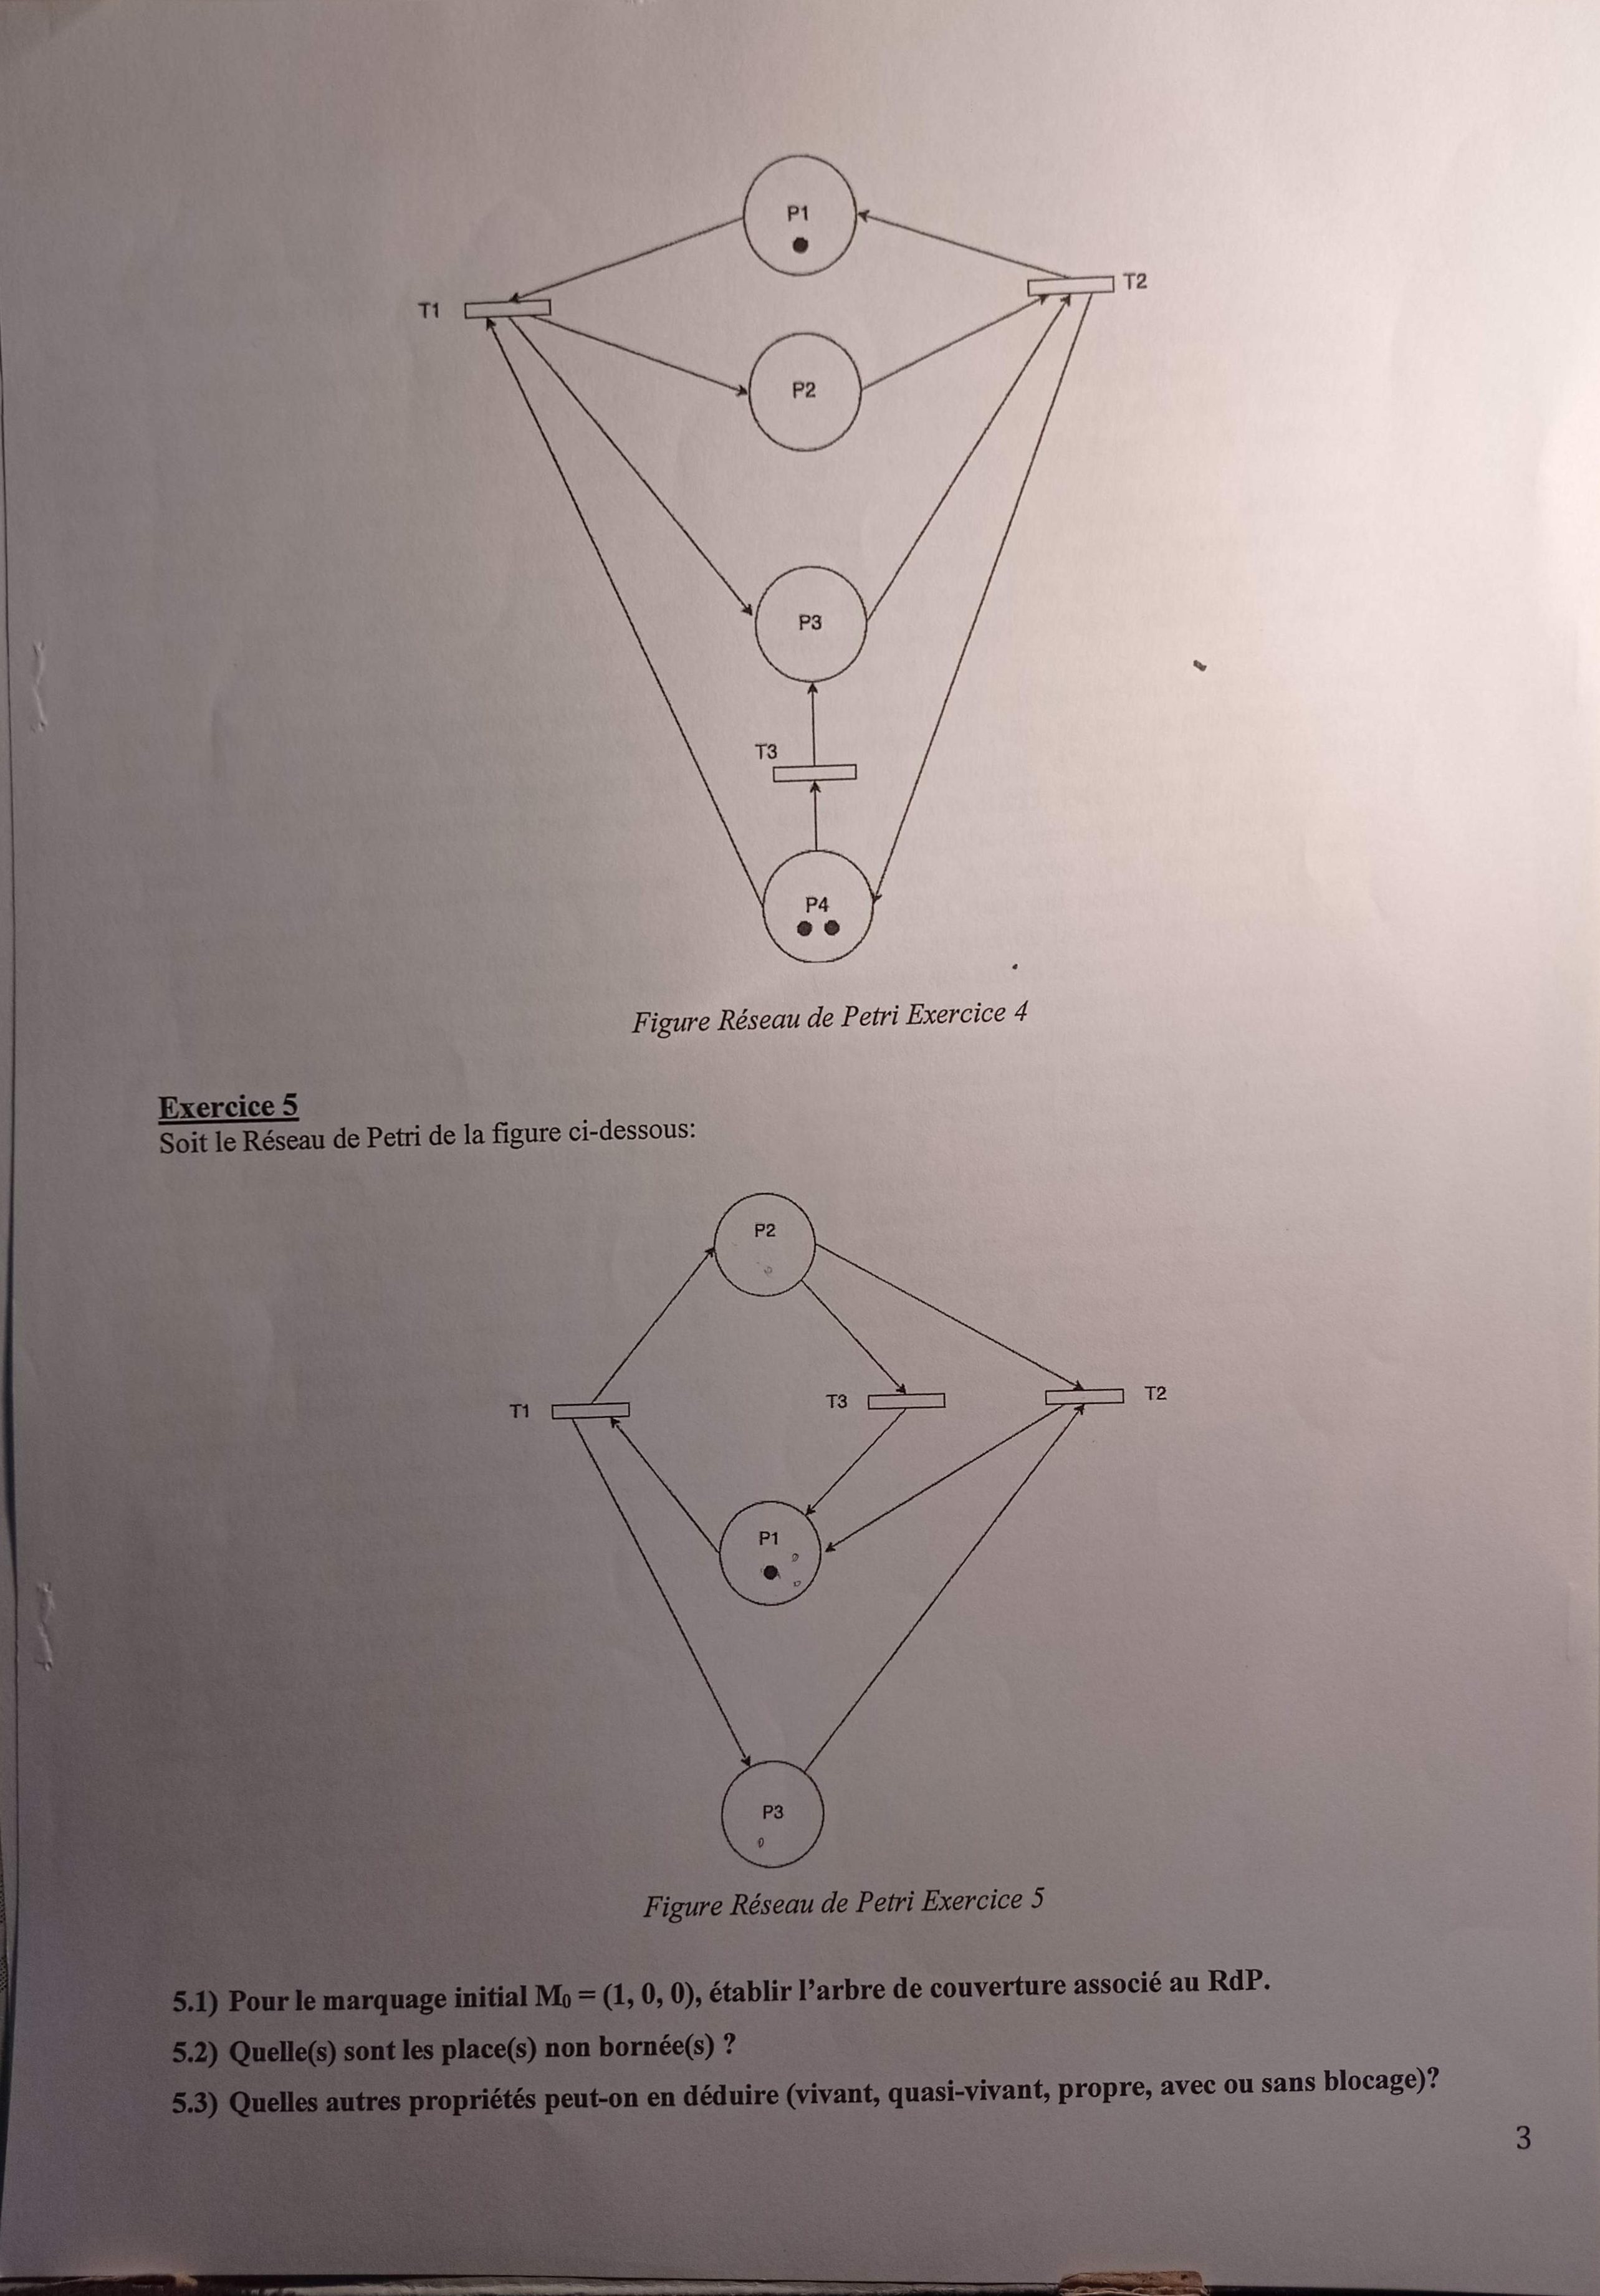 P1
T2
T1
P2
P3
T3
P4
Figure Réseau de Petri Exercice 4
Exercice 5
Soit le Réseau de Petri de la figure ci-dessous:
P2
T1
T3
T2
P1
P3
Figure Réseau de Petri Exercice 5
5.1) Pour le marquage initial M₀ = (1, 0, 0), établir l’arbre de couverture associé au RdP.
5.2) Quelle(s) sont les place(s) non bornée(s) ?
5.3) Quelles autres propriétés peut-on en déduire (vivant, quasi-vivant, propre, avec ou sans blocage)?
3